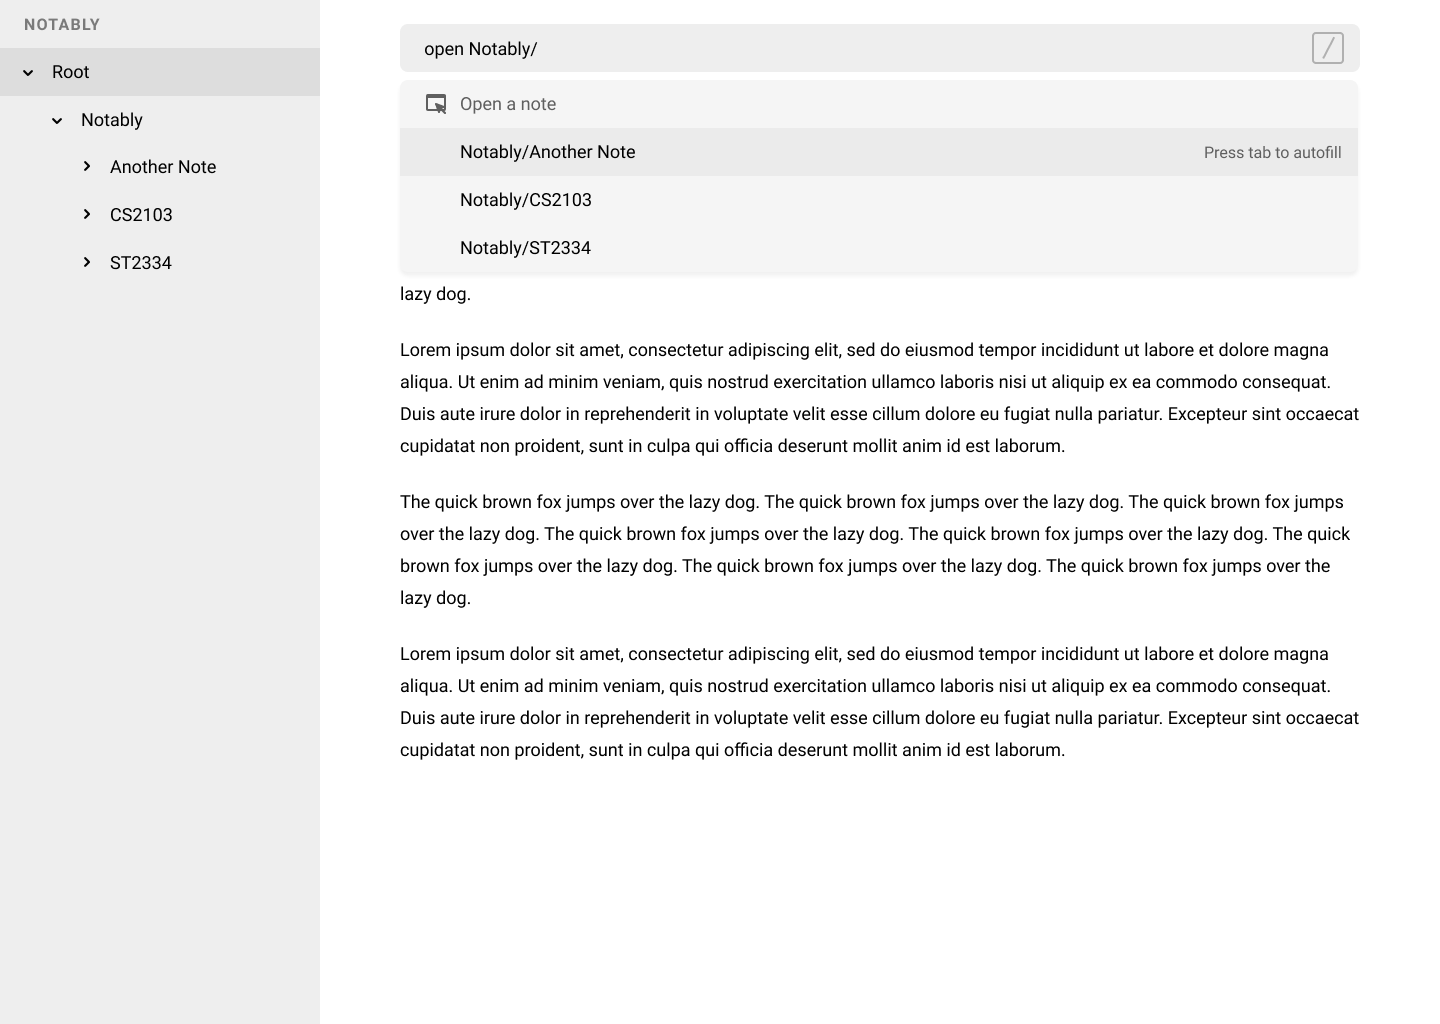 NOTABLY
Root
Notably
Another Note
CS2103
ST2334
open Notably/
/
Open a note
Notably/Another Note
Press tab to autofill
Notably/CS2103
Notably/ST2334
lazy dog.
Lorem ipsum dolor sit amet, consectetur adipiscing elit, sed do eiusmod tempor incididunt ut labore et dolore magna
aliqua. Ut enim ad minim veniam, quis nostrud exercitation ullamco laboris nisi ut aliquip ex ea commodo consequat.
Duis aute irure dolor in reprehenderit in voluptate velit esse cillum dolore eu fugiat nulla pariatur. Excepteur sint occaecat
cupidatat non proident, sunt in culpa qui officia deserunt mollit anim id est laborum.
The quick brown fox jumps over the lazy dog. The quick brown fox jumps over the lazy dog. The quick brown fox jumps
over the lazy dog. The quick brown fox jumps over the lazy dog. The quick brown fox jumps over the lazy dog. The quick
brown fox jumps over the lazy dog. The quick brown fox jumps over the lazy dog. The quick brown fox jumps over the
lazy dog.
Lorem ipsum dolor sit amet, consectetur adipiscing elit, sed do eiusmod tempor incididunt ut labore et dolore magna
aliqua. Ut enim ad minim veniam, quis nostrud exercitation ullamco laboris nisi ut aliquip ex ea commodo consequat.
Duis aute irure dolor in reprehenderit in voluptate velit esse cillum dolore eu fugiat nulla pariatur. Excepteur sint occaecat
cupidatat non proident, sunt in culpa qui officia deserunt mollit anim id est laborum.